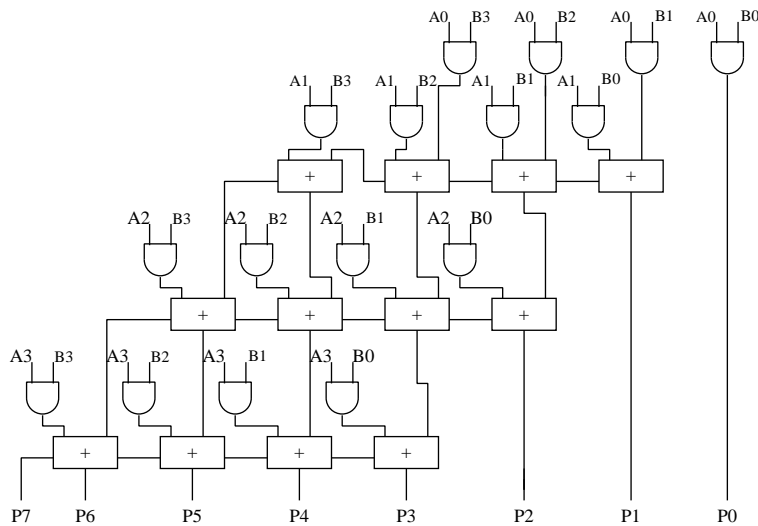 A0 B3 A0 B2 A0 B1 A0 B0
A1 B3 A1 B2 A1 B1 A1 B0
+ + + +
A2 B3 A2 B2 A2 B1 A2 B0
+ + + +
A3 B3 A3 B2 A3 B1 A3 B0
+ + + +
P7 P6 P5 P4 P3 P2 P1 P0